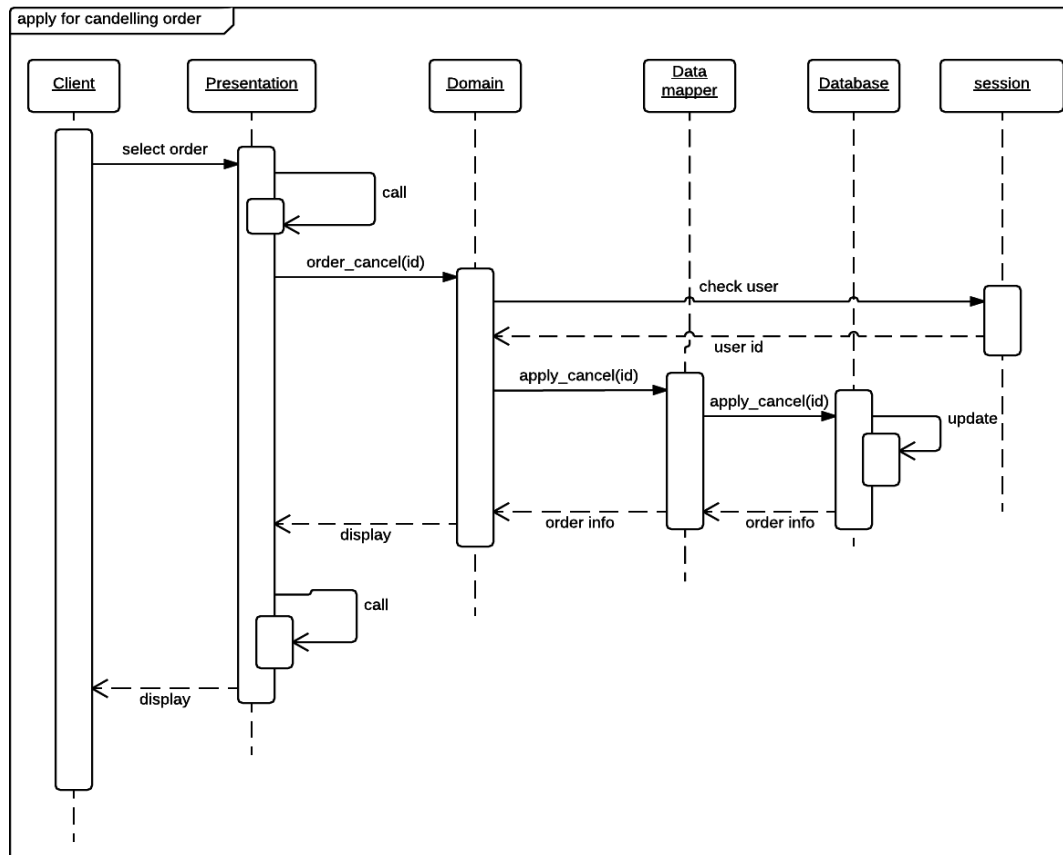 apply for candelling order
Client
Presentation
Domain
Data
mapper
Database
session
select order
call
order_cancel(id)
check user
user id
apply_cancel(id)
apply_cancel(id)
update
order info
order info
display
call
display